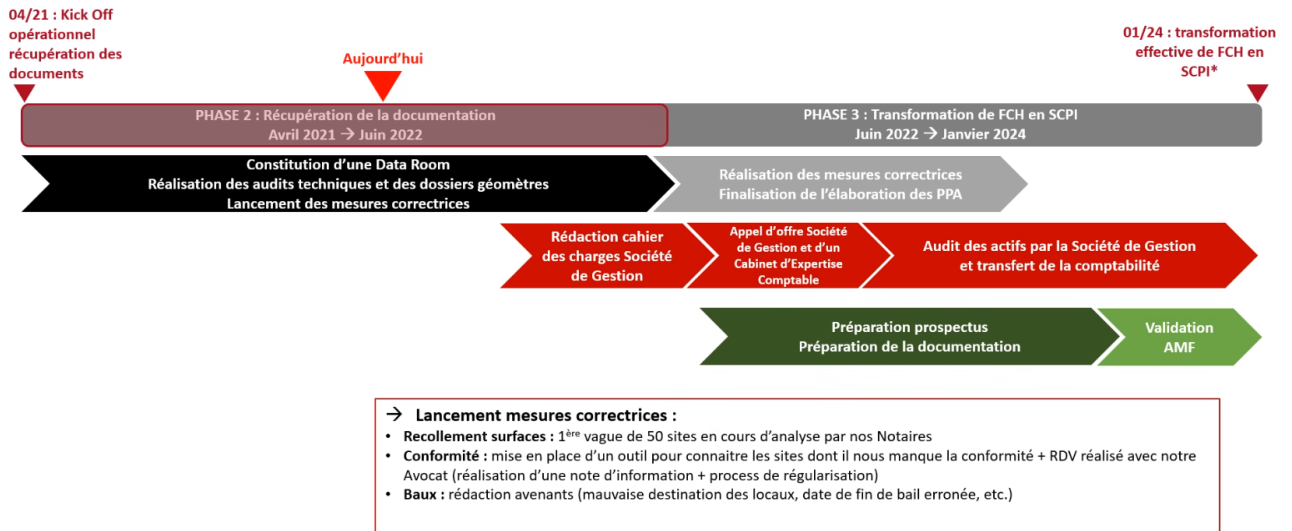 04/21 : Kick Off
opérationnel
récupération des
documents
Aujourd'hui
01/24 : transformation
effective de FCH en
SCPI*
PHASE 2 : Récupération de la documentation
Avril 2021 → Juin 2022
PHASE 3 : Transformation de FCH en SCPI
Juin 2022 → Janvier 2024
Constitution d'une Data Room
Réalisation des audits techniques et des dossiers géomètres
Lancement des mesures correctrices
Réalisation des mesures correctrices
Finalisation de l'élaboration des PPA
Rédaction cahier
des charges Société
de Gestion
Appel d'offre Société
de Gestion et d'un
Cabinet d'Expertise
Comptable
Audit des actifs par la Société de Gestion
et transfert de la comptabilité
Préparation prospectus
Préparation de la documentation
Validation
AMF
→ Lancement mesures correctrices :
• Recollement surfaces : 1ère vague de 50 sites en cours d'analyse par nos Notaires
• Conformité : mise en place d'un outil pour connaitre les sites dont il nous manque la conformité + RDV réalisé avec notre
Avocat (réalisation d'une note d'information + process de régularisation)
• Baux : rédaction avenants (mauvaise destination des locaux, date de fin de bail erronée, etc.)